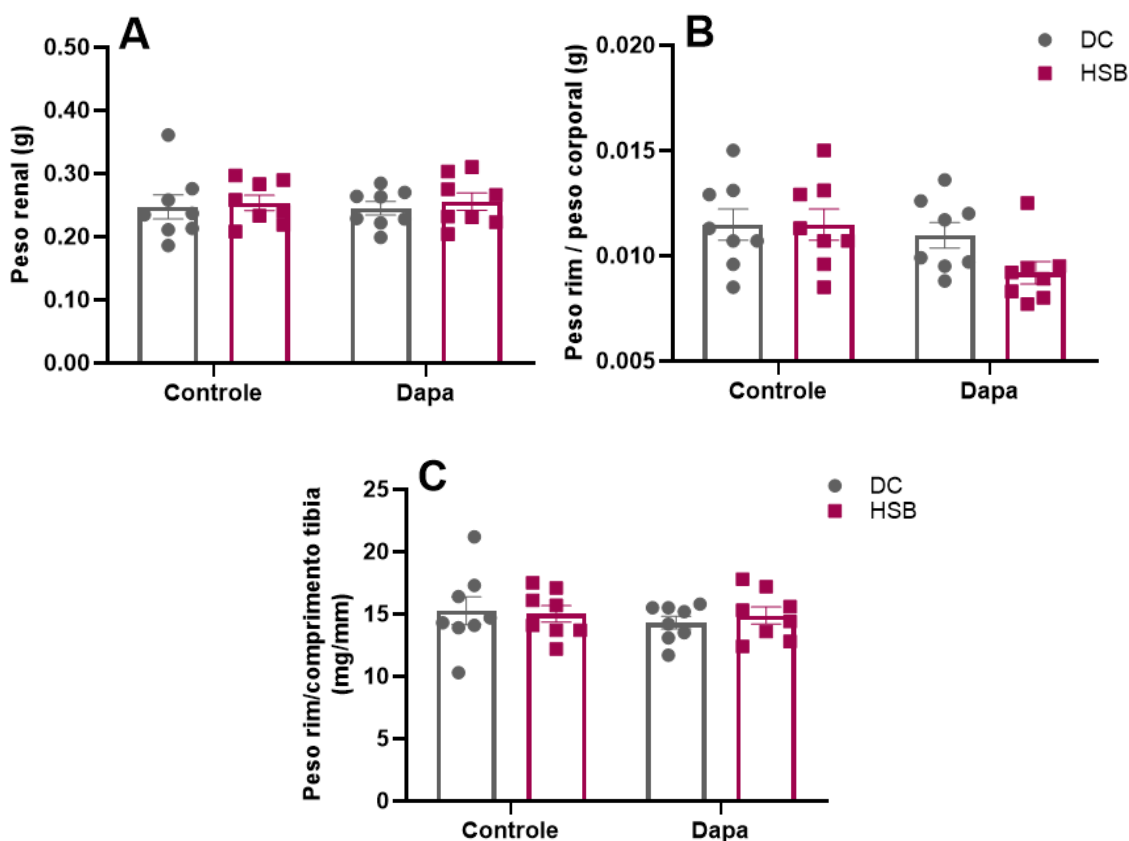 A
Peso renal (g)
0.50
0.40
0.30
0.20
0.10
0.00
Controle
Dapa
B
Peso rim / peso corporal (g)
0.020
0.015
0.010
0.005
Controle
Dapa
DC
HSB
C
Peso rim/comprimento tibia
(mg/mm)
25
20
15
10
5
0
Controle
Dapa
DC
HSB